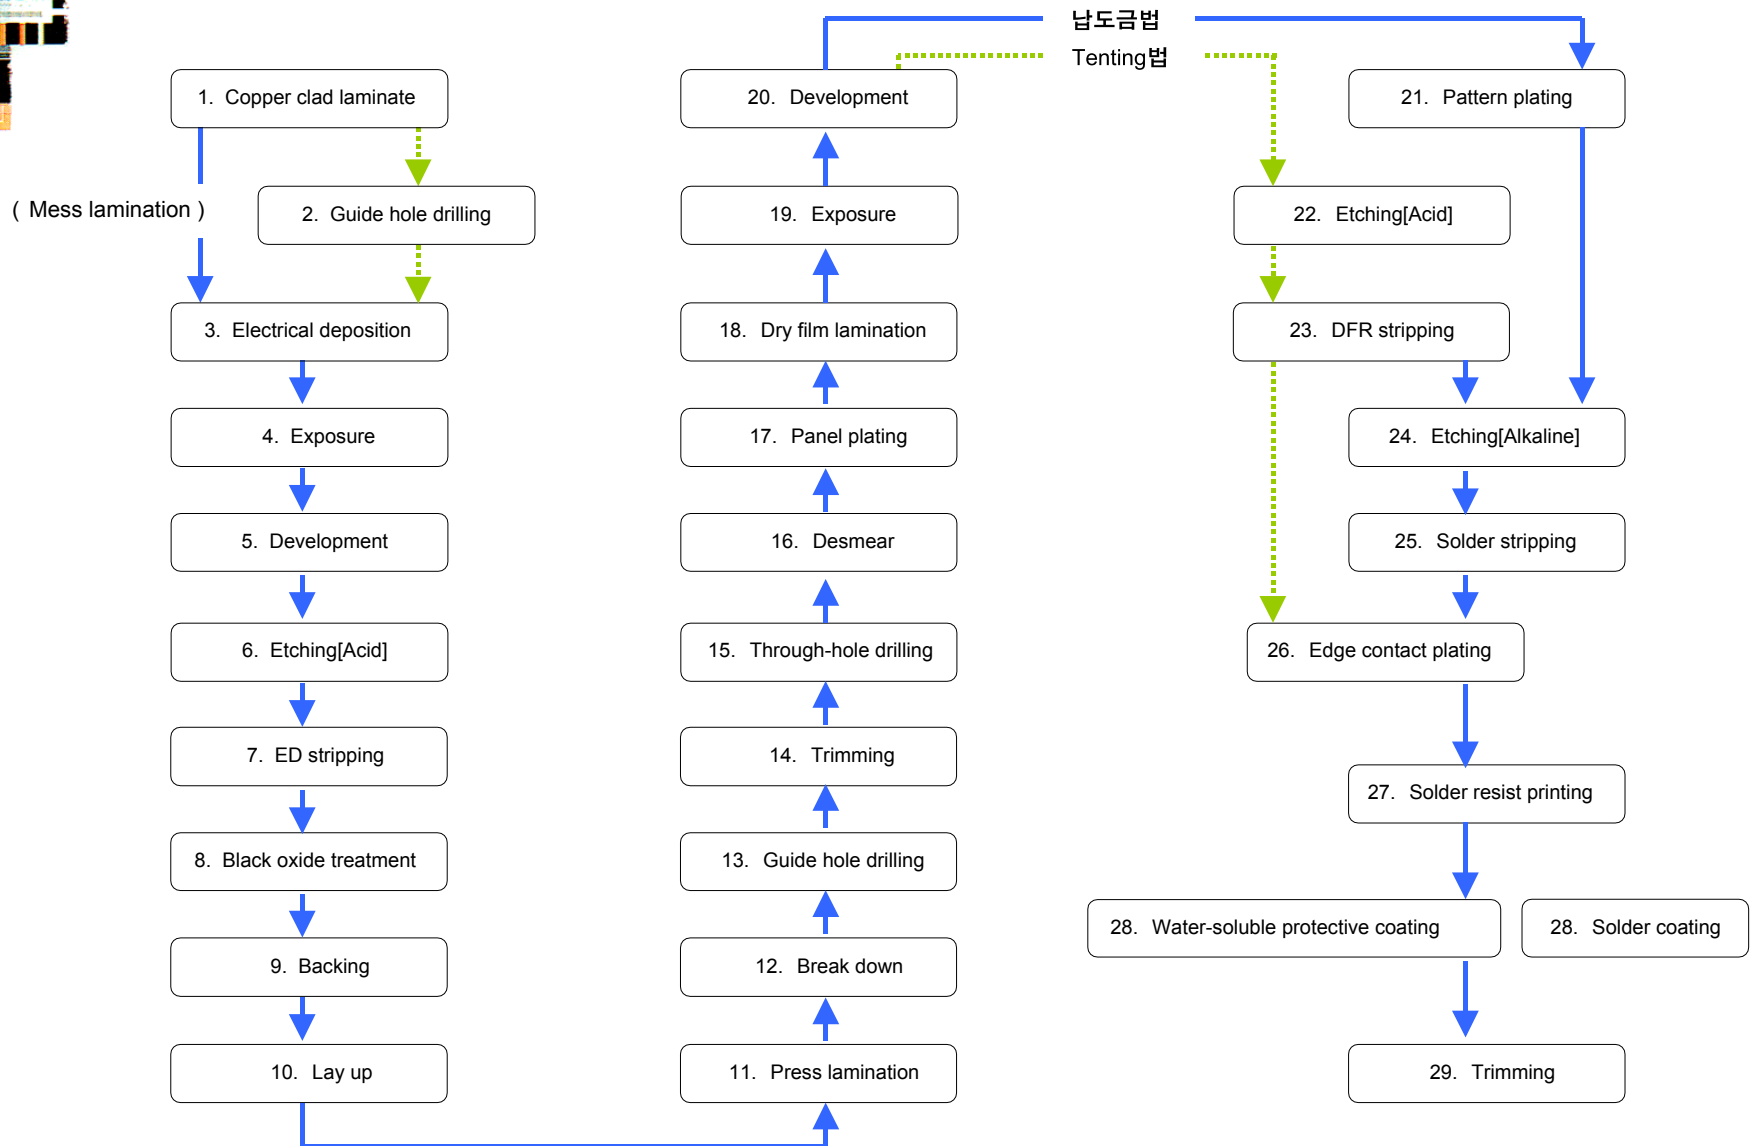 1. Copper clad laminate
( Mess lamination )
2. Guide hole drilling
3. Electrical deposition
4. Exposure
5. Development
6. Etching[Acid]
7. ED stripping
8. Black oxide treatment
9. Backing
10. Lay up
11. Press lamination
12. Break down
13. Guide hole drilling
14. Trimming
15. Through-hole drilling
16. Desmear
17. Panel plating
18. Dry film lamination
19. Exposure
20. Development
납도금법
Tenting법
21. Pattern plating
22. Etching[Acid]
23. DFR stripping
24. Etching[Alkaline]
25. Solder stripping
26. Edge contact plating
27. Solder resist printing
28. Water-soluble protective coating
28. Solder coating
29. Trimming